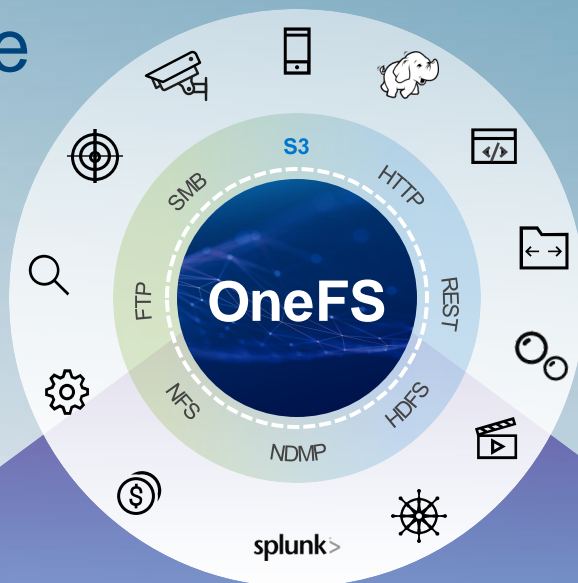 e
S3
HTTP
REST
HDFS
NDMP
NFS
FTP
SMB
OneFS
</>
$
splunk>